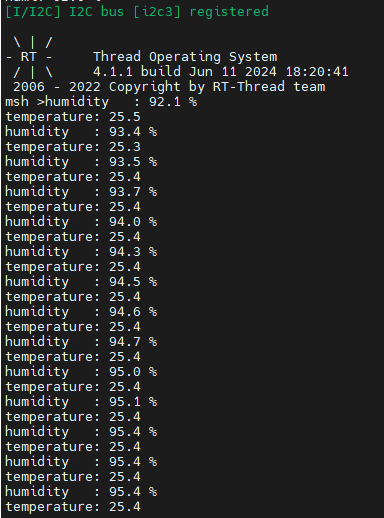 [I/I2C] I2C bus [i2c3] registered
\ | /
- RT -     Thread Operating System
/ | \     4.1.1 build Jun 11 2024 18:20:41
2006 - 2022 Copyright by RT-Thread team
msh >humidity   : 92.1 %
temperature: 25.5
humidity   : 93.4 %
temperature: 25.3
humidity   : 93.5 %
temperature: 25.4
humidity   : 93.7 %
temperature: 25.4
humidity   : 94.0 %
temperature: 25.4
humidity   : 94.3 %
temperature: 25.4
humidity   : 94.5 %
temperature: 25.4
humidity   : 94.6 %
temperature: 25.4
humidity   : 94.7 %
temperature: 25.4
humidity   : 95.0 %
temperature: 25.4
humidity   : 95.1 %
temperature: 25.4
humidity   : 95.4 %
temperature: 25.4
humidity   : 95.4 %
temperature: 25.4
humidity   : 95.4 %
temperature: 25.4